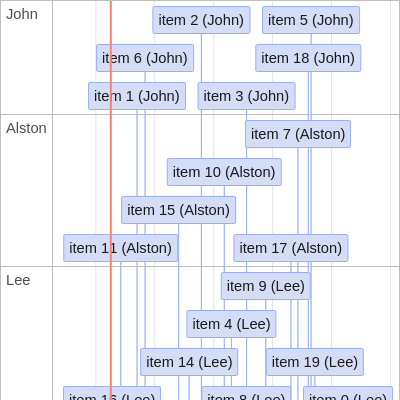 John
item 2 (John)
item 5 (John)
item 6 (John)
item 18 (John)
item 1 (John)
item 3 (John)
Alston
item 7 (Alston)
item 10 (Alston)
item 15 (Alston)
item 11 (Alston)
item 17 (Alston)
Lee
item 9 (Lee)
item 4 (Lee)
item 14 (Lee)
item 19 (Lee)
item 16 (Lee)
item 8 (Lee)
item 0 (Lee)